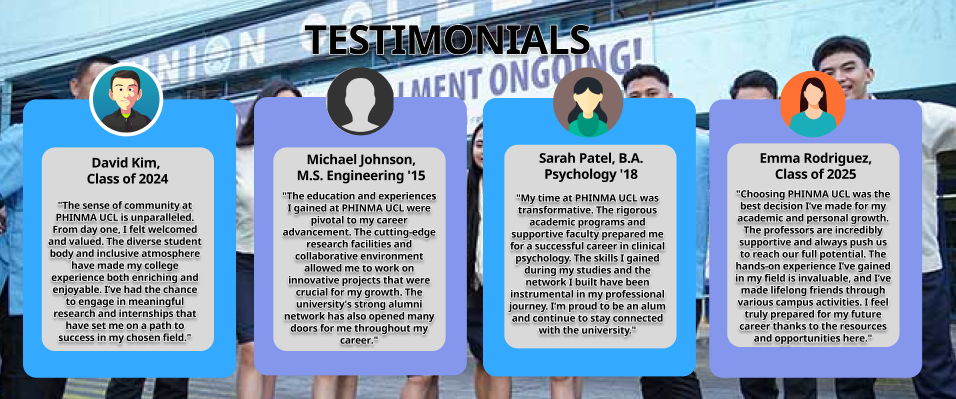 TESTIMONIALS
UNION COLLEGE
LMENT ONGOING!
David Kim,
Class of 2024
"The sense of community at
PHINMA UCL is unparalleled.
From day one, I felt welcomed
and valued. The diverse student
body and inclusive atmosphere
have made my college
experience both enriching and
enjoyable. I've had the chance
to engage in meaningful
research and internships that
have set me on a path to
success in my chosen field."
Michael Johnson,
M.S. Engineering '15
"The education and experiences
I gained at PHINMA UCL were
pivotal to my career
advancement. The cutting-edge
research facilities and
collaborative environment
allowed me to work on
innovative projects that were
crucial for my growth. The
university's strong alumni
network has also opened many
doors for me throughout my
career."
Sarah Patel, B.A.
Psychology '18
"My time at PHINMA UCL was
transformative. The rigorous
academic programs and
supportive faculty prepared me
for a successful career in clinical
psychology. The skills I gained
during my studies and the
network I built have been
instrumental in my professional
journey. I'm proud to be an alum
and continue to stay connected
with the university."
Emma Rodriguez,
Class of 2025
"Choosing PHINMA UCL was the
best decision I've made for my
academic and personal growth.
The professors are incredibly
supportive and always push us
to reach our full potential. The
hands-on experience I've gained
in my field is invaluable, and I've
made lifelong friends through
various campus activities. I feel
truly prepared for my future
career thanks to the resources
and opportunities here."